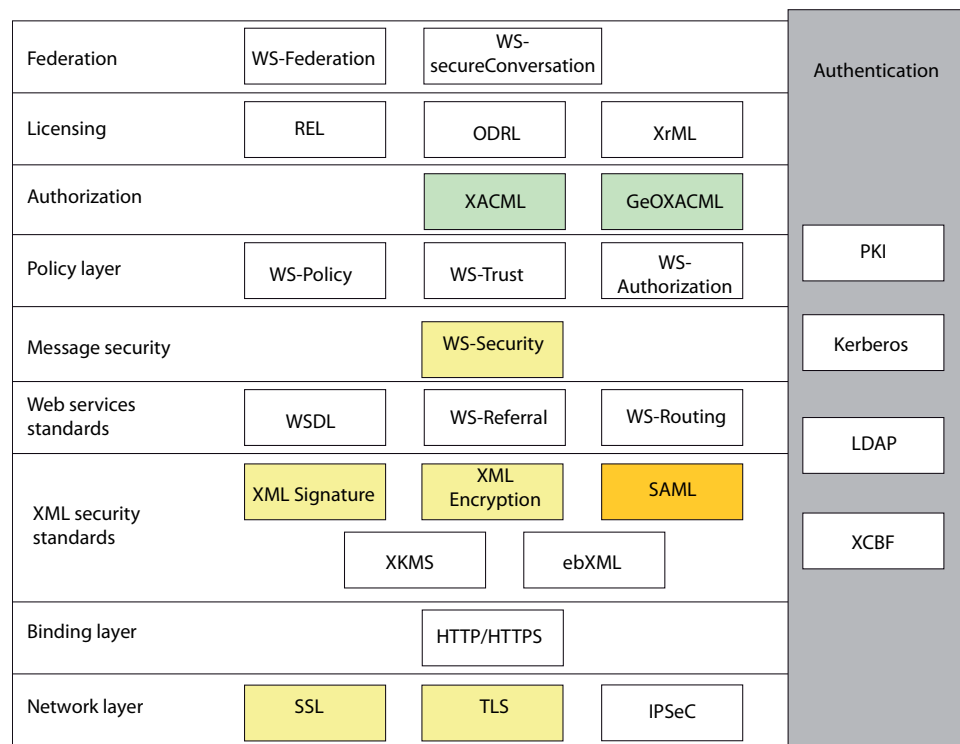 Federation
WS-Federation
WS-
secureConversation
Authentication
Licensing
REL
ODRL
XrML
Authorization
XACML
GeOXACML
Policy layer
WS-Policy
WS-Trust
WS-
Authorization
PKI
Message security
WS-Security
Kerberos
Web services
standards
WSDL
WS-Referral
WS-Routing
LDAP
XML security
standards
XML Signature
XML
Encryption
SAML
XKMS
ebXML
XCBF
Binding layer
HTTP/HTTPS
Network layer
SSL
TLS
IPSeC